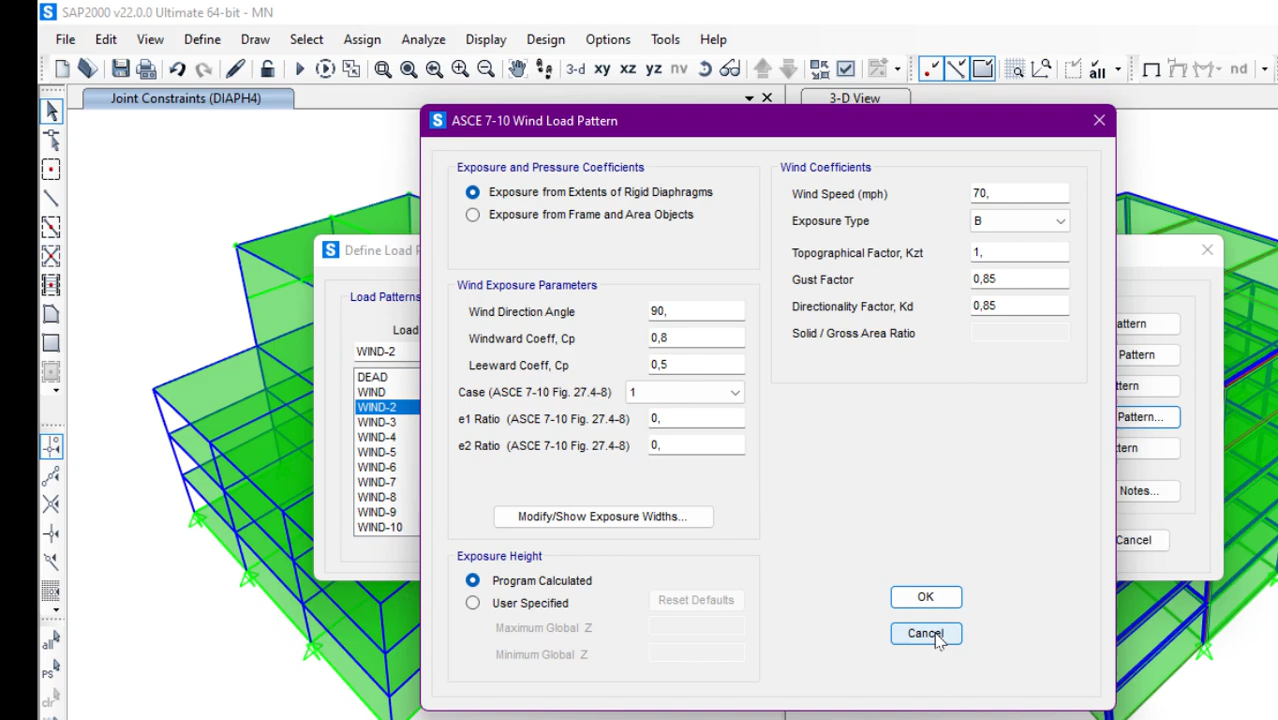 SAP2000 v22.0.0 Ultimate 64-bit - MN
File Edit View Define Draw Select Assign Analyze Display Design Options Tools Help
3-d xy xz yz nv all nd
Joint Constraints (DIAPH4)
3-D View
ASCE 7-10 Wind Load Pattern
Exposure and Pressure Coefficients
Exposure from Extents of Rigid Diaphragms
Exposure from Frame and Area Objects
Wind Exposure Parameters
Wind Direction Angle 90,
Windward Coeff, Cp 0,8
Leeward Coeff, Cp 0,5
Case (ASCE 7-10 Fig. 27.4-8) 1
e1 Ratio (ASCE 7-10 Fig. 27.4-8) 0,
e2 Ratio (ASCE 7-10 Fig. 27.4-8) 0,
Modify/Show Exposure Widths...
Exposure Height
Program Calculated
User Specified
Reset Defaults
Maximum Global Z
Minimum Global Z
Wind Coefficients
Wind Speed (mph) 70,
Exposure Type B
Topographical Factor, Kzt 1,
Gust Factor 0,85
Directionality Factor, Kd 0,85
Solid / Gross Area Ratio
OK
Cancel
Define Load P
Load Patterns
Load
WIND-2
DEAD
WIND
WIND-2
WIND-3
WIND-4
WIND-5
WIND-6
WIND-7
WIND-8
WIND-9
WIND-10
attern
Pattern
ttern
Pattern...
ttern
Notes...
Cancel
all
PS
clr